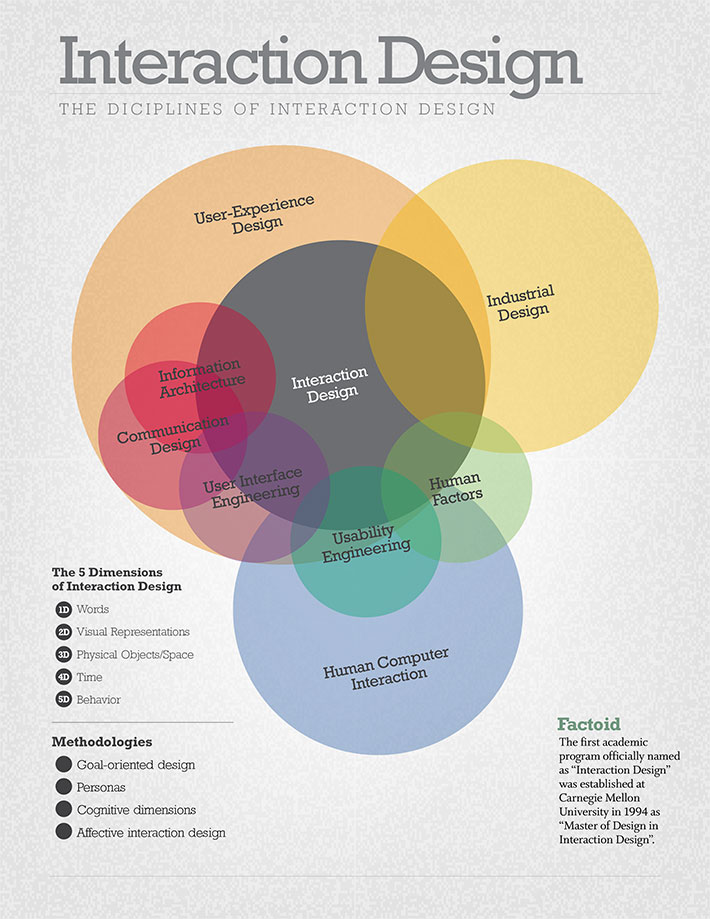 Interaction Design
THE DICIPLINES OF INTERACTION DESIGN
User-Experience
Design
Industrial
Design
Information
Architecture
Interaction
Design
Communication
Design
User Interface
Engineering
Human
Factors
Usability
Engineering
Human Computer
Interaction
The 5 Dimensions
of Interaction Design
1D Words
2D Visual Representations
3D Physical Objects/Space
4D Time
5D Behavior
Methodologies
Goal-oriented design
Personas
Cognitive dimensions
Affective interaction design
Factoid
The first academic
program officially named
as “Interaction Design”
was established at
Carnegie Mellon
University in 1994 as
“Master of Design in
Interaction Design”.